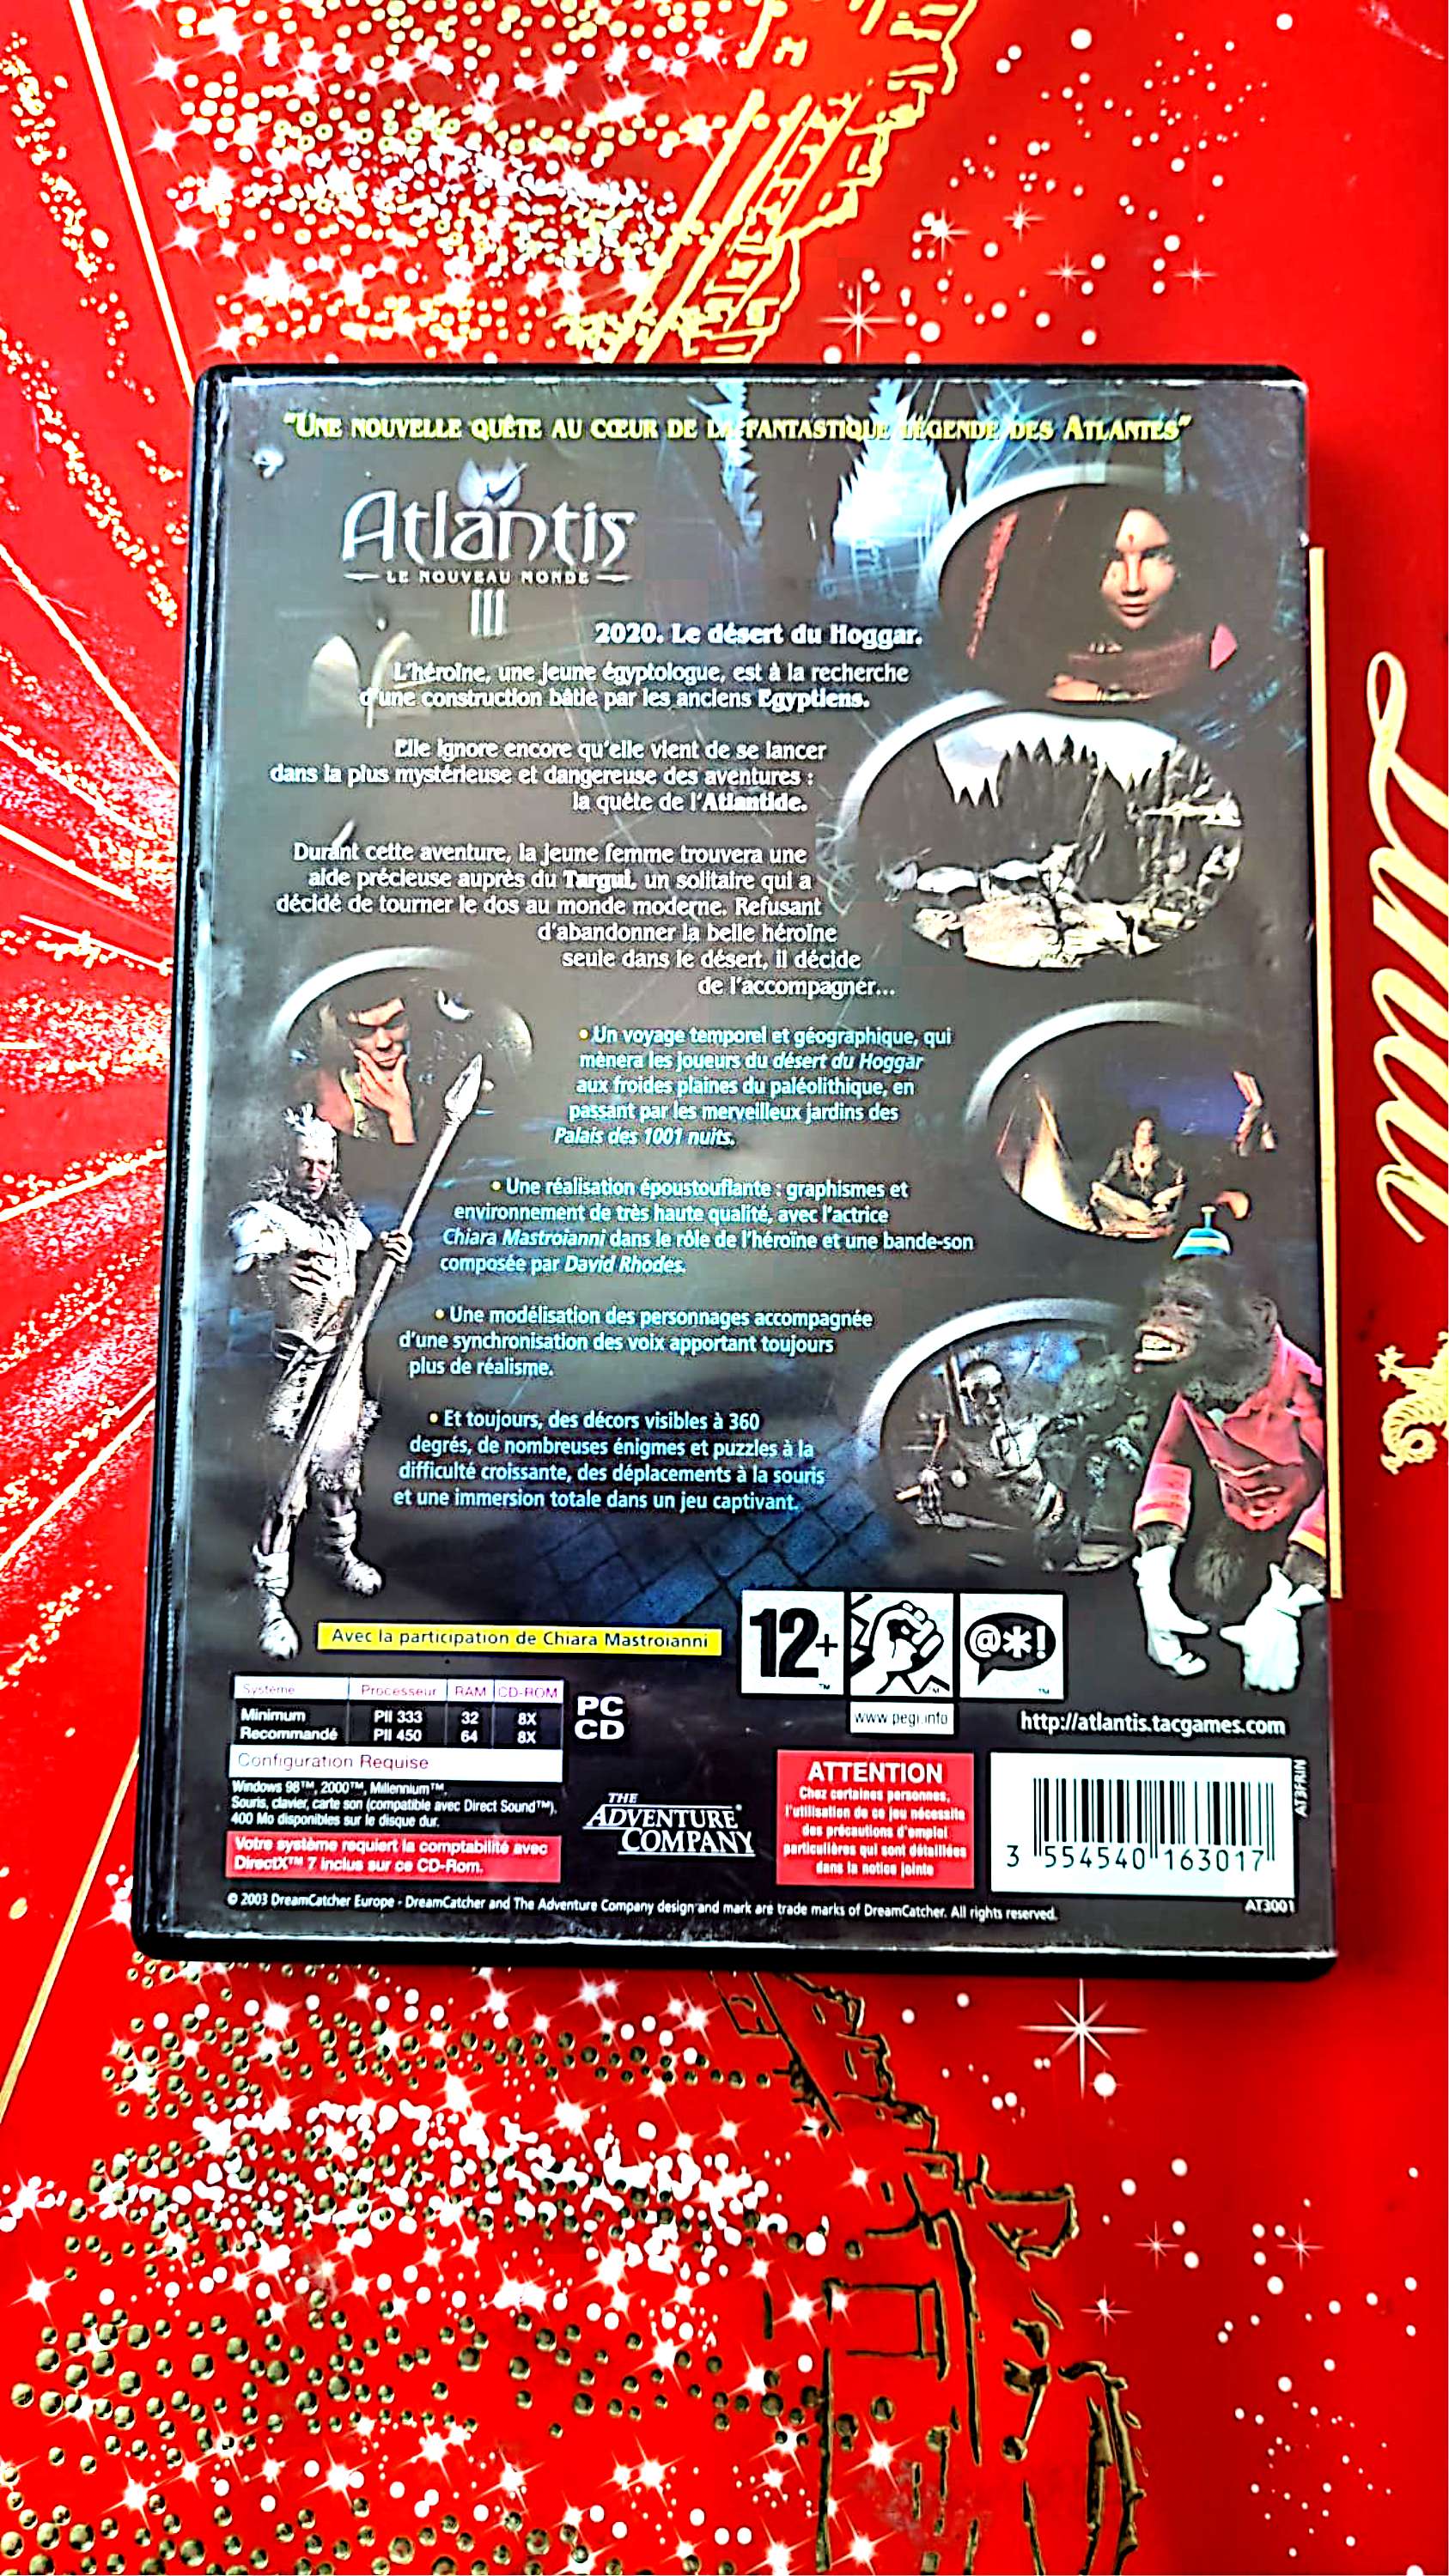 "Une nouvelle quête au cœur de la fantastique légende des Atlantes"
Atlantis
LE NOUVEAU MONDE
III
2020. Le désert du Hoggar.
L'héroïne, une jeune égyptologue, est à la recherche
d'une construction bâtie par les anciens Egyptiens.
Elle ignore encore qu'elle vient de se lancer
dans la plus mystérieuse et dangereuse des aventures :
la quête de l'Atlantide.
Durant cette aventure, la jeune femme trouvera une
aide précieuse auprès du Targui, un solitaire qui a
décidé de tourner le dos au monde moderne. Refusant
d'abandonner la belle héroïne
seule dans le désert, il décide
de l'accompagner...
• Un voyage temporel et géographique, qui
mènera les joueurs du désert du Hoggar
aux froides plaines du paléolithique, en
passant par les merveilleux jardins des
Palais des 1001 nuits.
• Une réalisation époustouflante : graphismes et
environnement de très haute qualité, avec l'actrice
Chiara Mastroianni dans le rôle de l'héroïne et une bande-son
composée par David Rhodes.
• Une modélisation des personnages accompagnée
d'une synchronisation des voix apportant toujours
plus de réalisme.
• Et toujours, des décors visibles à 360
degrés, de nombreuses énigmes et puzzles à la
difficulté croissante, des déplacements à la souris
et une immersion totale dans un jeu captivant.
Avec la participation de Chiara Mastroianni
12+
@*!
™ ™ ™
www.pegi.info
http://atlantis.tacgames.com
Système Processeur RAM CD-ROM
Minimum PII 333 32 8X
Recommandé PII 450 64 8X
PC
CD
Configuration Requise
Windows 98™, 2000™, Millennium™.
Souris, clavier, carte son (compatible avec Direct Sound™),
400 Mo disponibles sur le disque dur.
Votre système requiert la comptabilité avec
DirectX™ 7 inclus sur ce CD-Rom.
THE
ADVENTURE
COMPANY
ATTENTION
Chez certaines personnes,
l'utilisation de ce jeu nécessite
des précautions d'emploi
particulières qui sont détaillées
dans la notice jointe
3 554540 163017
AT3FRIN
AT3001
© 2003 DreamCatcher Europe - DreamCatcher and The Adventure Company design and mark are trade marks of DreamCatcher. All rights reserved.